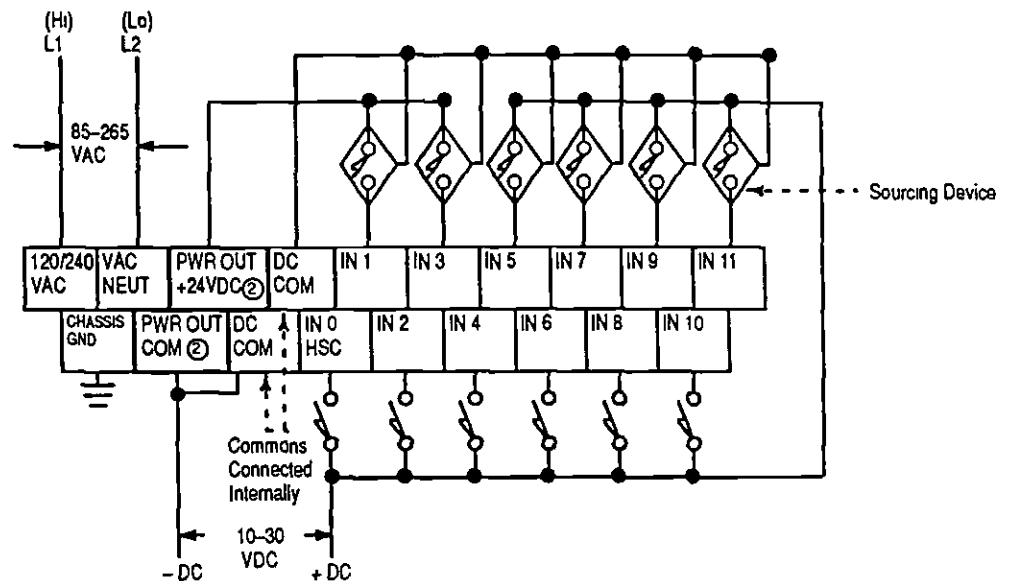 (Hi)
L1
(Lo)
L2
85–265
VAC
Sourcing Device
120/240
VAC
VAC
NEUT
PWR OUT
+24VDC②
DC
COM
IN 1
IN 3
IN 5
IN 7
IN 9
IN 11
CHASSIS
GND
PWR OUT
COM ②
DC
COM
IN 0
HSC
IN 2
IN 4
IN 6
IN 8
IN 10
Commons
Connected
Internally
10–30
VDC
– DC
+ DC